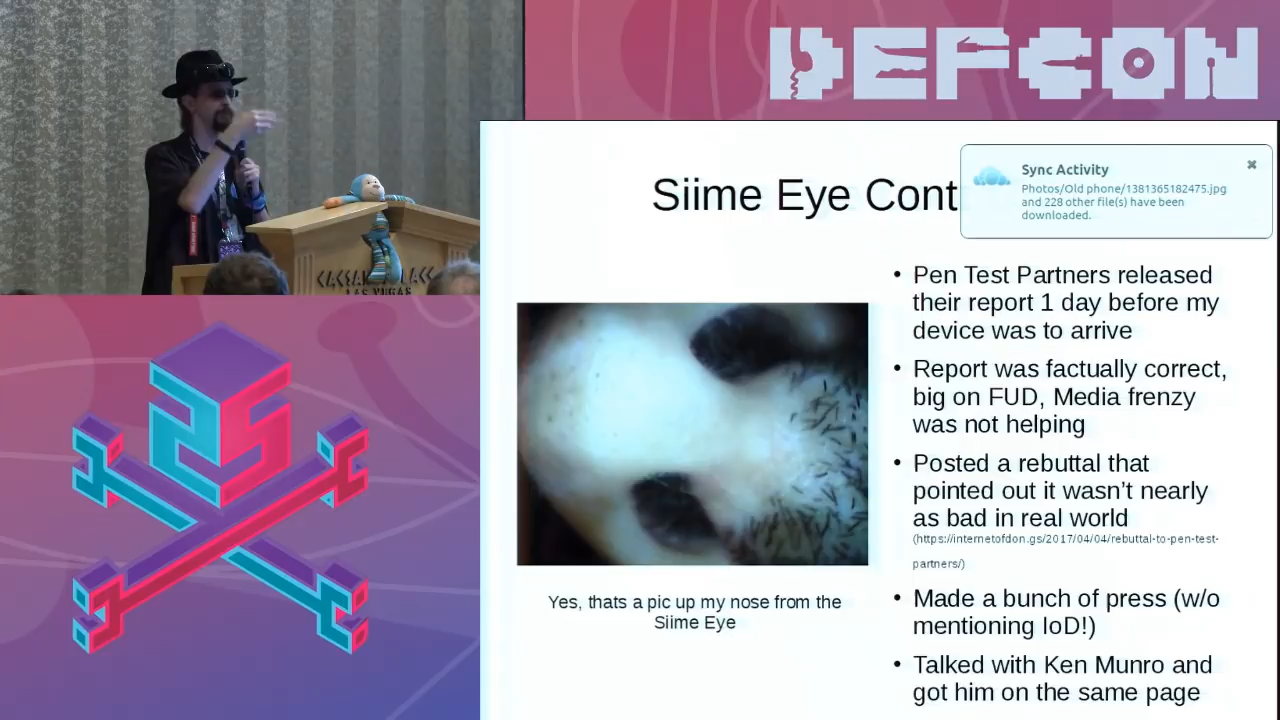 DEFCON
Siime Eye Cont
Sync Activity
Photos/Old phone/1381365182475.jpg
and 228 other file(s) have been
downloaded.
• Pen Test Partners released
their report 1 day before my
device was to arrive
• Report was factually correct,
big on FUD, Media frenzy
was not helping
• Posted a rebuttal that
pointed out it wasn’t nearly
as bad in real world
(https://internetofdon.gs/2017/04/04/rebuttal-to-pen-test-
partners/)
• Made a bunch of press (w/o
mentioning IoD!)
• Talked with Ken Munro and
got him on the same page
Yes, thats a pic up my nose from the
Siime Eye
LAS VEGAS
25